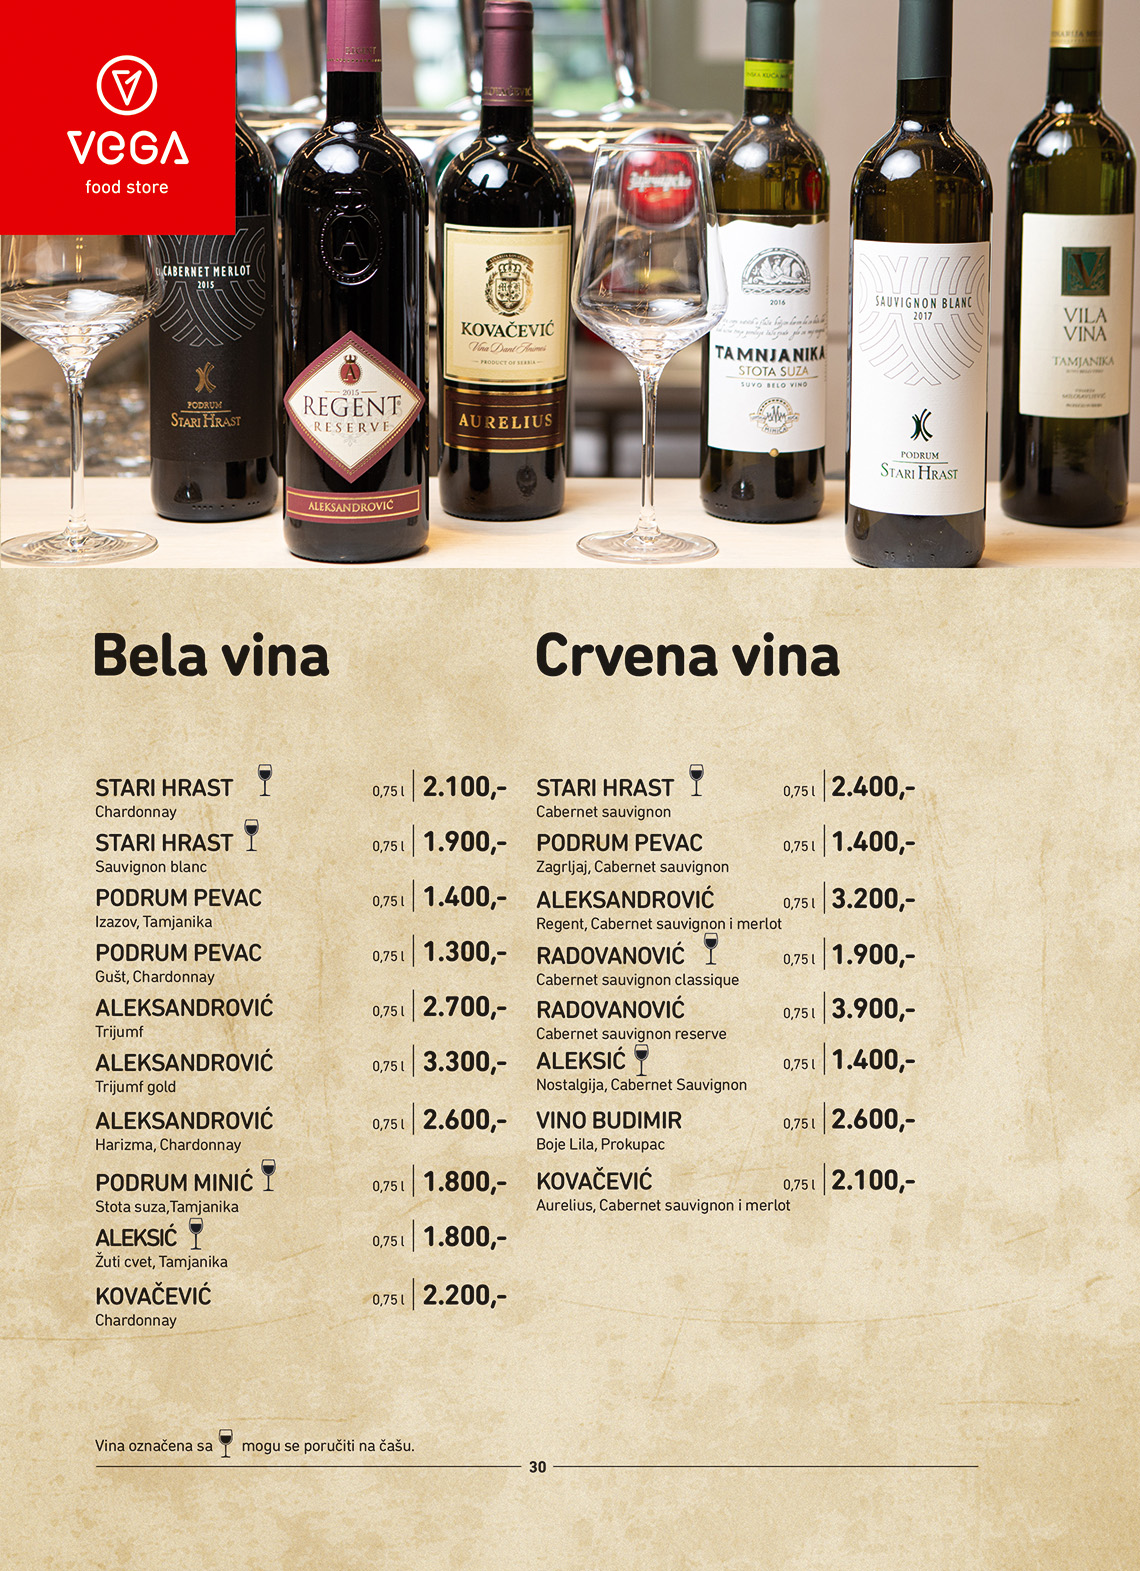 VEGA
food store
CABERNET MERLOT
2015
PODRUM
STARI HRAST
2015
REGENT
RESERVE
ALEKSANDROVIĆ
KOVAČEVIĆ
Vina Dant Animos
PRODUCT OF SERBIA
AURELIUS
2016
TAMNJANIKA
STOTA SUZA
SUVO BELO VINO
MINIĆ
SAUVIGNON BLANC
2017
PODRUM
STARI HRAST
VILA
VINA
TAMJANIKA
Bela vina
STARI HRAST 0,75 l 2.100,-
Chardonnay
STARI HRAST 0,75 l 1.900,-
Sauvignon blanc
PODRUM PEVAC 0,75 l 1.400,-
Izazov, Tamjanika
PODRUM PEVAC 0,75 l 1.300,-
Gušt, Chardonnay
ALEKSANDROVIĆ 0,75 l 2.700,-
Trijumf
ALEKSANDROVIĆ 0,75 l 3.300,-
Trijumf gold
ALEKSANDROVIĆ 0,75 l 2.600,-
Harizma, Chardonnay
PODRUM MINIĆ 0,75 l 1.800,-
Stota suza,Tamjanika
ALEKSIĆ 0,75 l 1.800,-
Žuti cvet, Tamjanika
KOVAČEVIĆ 0,75 l 2.200,-
Chardonnay
Crvena vina
STARI HRAST 0,75 l 2.400,-
Cabernet sauvignon
PODRUM PEVAC 0,75 l 1.400,-
Zagrljaj, Cabernet sauvignon
ALEKSANDROVIĆ 0,75 l 3.200,-
Regent, Cabernet sauvignon i merlot
RADOVANOVIĆ 0,75 l 1.900,-
Cabernet sauvignon classique
RADOVANOVIĆ 0,75 l 3.900,-
Cabernet sauvignon reserve
ALEKSIĆ 0,75 l 1.400,-
Nostalgija, Cabernet Sauvignon
VINO BUDIMIR 0,75 l 2.600,-
Boje Lila, Prokupac
KOVAČEVIĆ 0,75 l 2.100,-
Aurelius, Cabernet sauvignon i merlot
Vina označena sa mogu se poručiti na čašu.
30